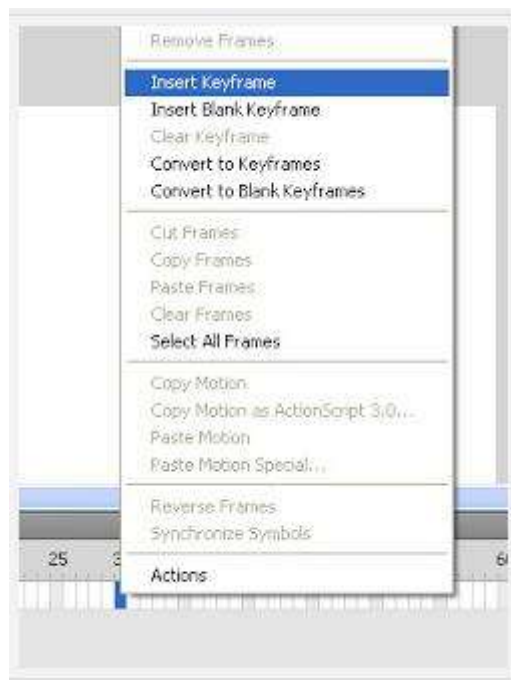 Remove Frames
Insert Keyframe
Insert Blank Keyframe
Clear Keyframe
Convert to Keyframes
Convert to Blank Keyframes
Cut Frames
Copy Frames
Paste Frames
Clear Frames
Select All Frames
Copy Motion
Copy Motion as ActionScript 3.0...
Paste Motion
Paste Motion Special...
Reverse Frames
Synchronize Symbols
25
Actions